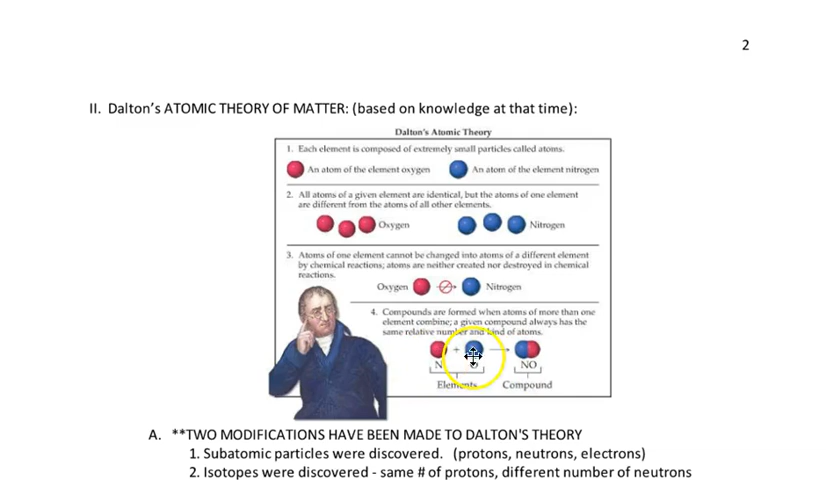 2
II. Dalton's ATOMIC THEORY OF MATTER: (based on knowledge at that time):
Dalton's Atomic Theory
1. Each element is composed of extremely small particles called atoms.
An atom of the element oxygen An atom of the element nitrogen
2. All atoms of a given element are identical, but the atoms of one element
are different from the atoms of all other elements.
Oxygen Nitrogen
3. Atoms of one element cannot be changed into atoms of a different element
by chemical reactions; atoms are neither created nor destroyed in chemical
reactions.
Oxygen Nitrogen
4. Compounds are formed when atoms of more than one
element combine; a given compound always has the
same relative number and kind of atoms.
+
N NO
Elements Compound
A. **TWO MODIFICATIONS HAVE BEEN MADE TO DALTON'S THEORY
1. Subatomic particles were discovered. (protons, neutrons, electrons)
2. Isotopes were discovered - same # of protons, different number of neutrons